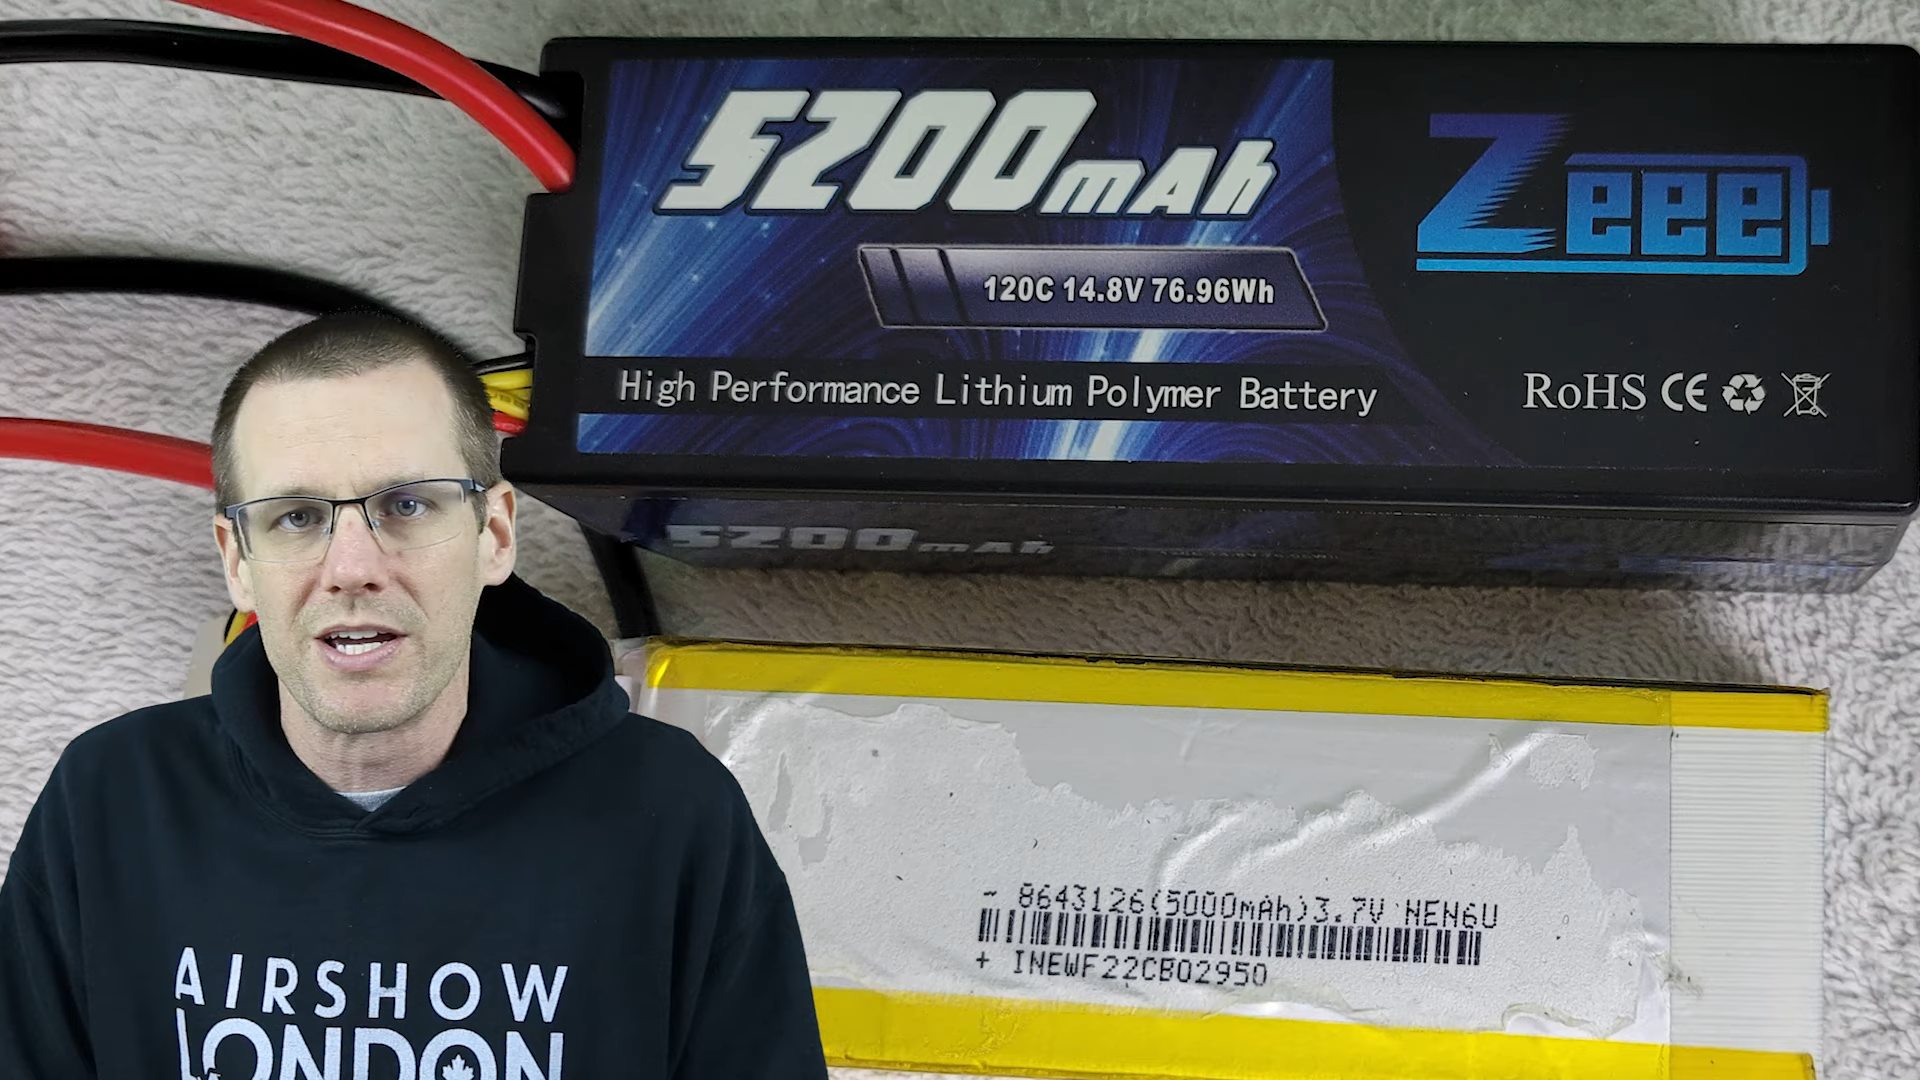 5200mAh
Zeee
120C 14.8V 76.96Wh
High Performance Lithium Polymer Battery
RoHS CE
5200mAh
- 8643126(5000mAh)3.7V NEN6U
+ INEWF22CB02950
AIRSHOW
LONDON